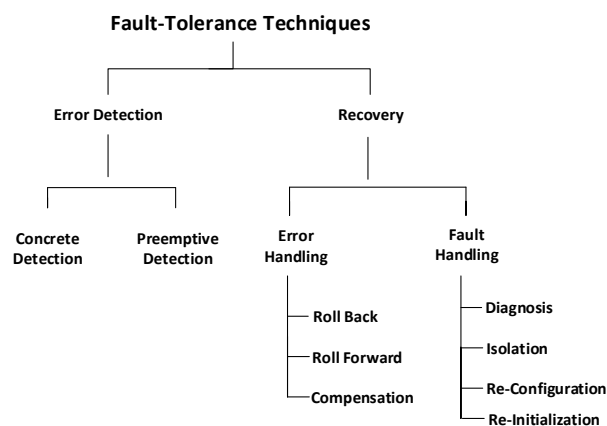 Fault-Tolerance Techniques
Error Detection
Recovery
Concrete
Detection
Preemptive
Detection
Error
Handling
Fault
Handling
Roll Back
Roll Forward
Compensation
Diagnosis
Isolation
Re-Configuration
Re-Initialization